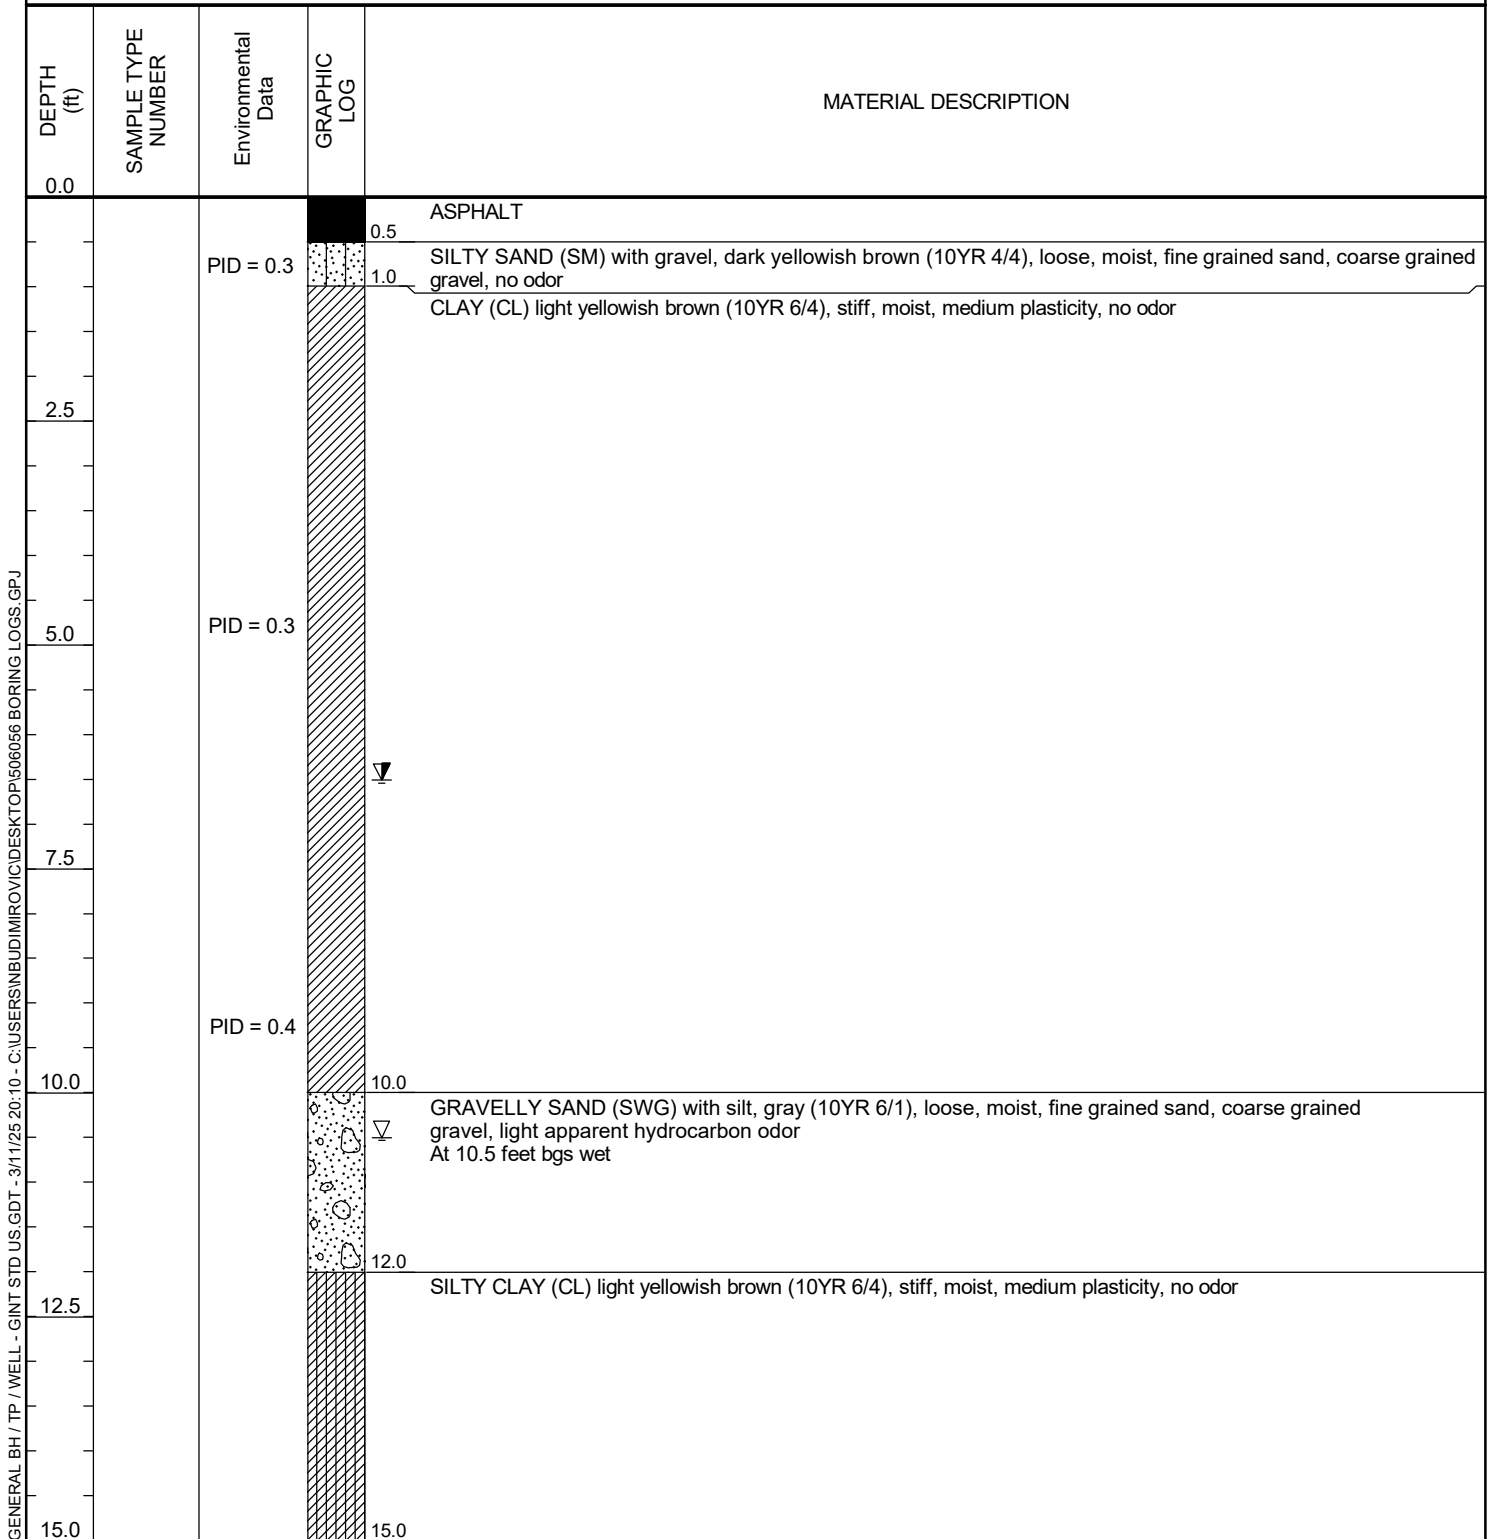 DEPTH
(ft)
SAMPLE TYPE
NUMBER
Environmental
Data
GRAPHIC
LOG
MATERIAL DESCRIPTION
0.0
ASPHALT
0.5
PID = 0.3
SILTY SAND (SM) with gravel, dark yellowish brown (10YR 4/4), loose, moist, fine grained sand, coarse grained
gravel, no odor
1.0
CLAY (CL) light yellowish brown (10YR 6/4), stiff, moist, medium plasticity, no odor
2.5
PID = 0.3
5.0
7.5
PID = 0.4
10.0
10.0
GRAVELLY SAND (SWG) with silt, gray (10YR 6/1), loose, moist, fine grained sand, coarse grained
gravel, light apparent hydrocarbon odor
At 10.5 feet bgs wet
12.0
SILTY CLAY (CL) light yellowish brown (10YR 6/4), stiff, moist, medium plasticity, no odor
12.5
15.0
15.0
GENERAL BH / TP / WELL - GINT STD US.GDT - 3/11/25 20:10 - C:\USERS\NBUDIMIROVIC\DESKTOP\506056 BORING LOGS.GPJ